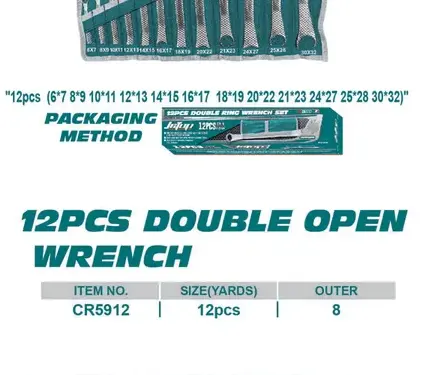 6X7 8X9 10X11 12X13 14X15 16X17 18X19 20X22 21X23 24X27 25X28 30X32
"12pcs (6*7 8*9 10*11 12*13 14*15 16*17 18*19 20*22 21*23 24*27 25*28 30*32)"
PACKAGING
METHOD
12PCS DOUBLE RING WRENCH SET
Jetup 12PCS
12PCS DOUBLE OPEN
WRENCH
ITEM NO. SIZE(YARDS) OUTER
CR5912 12pcs 8